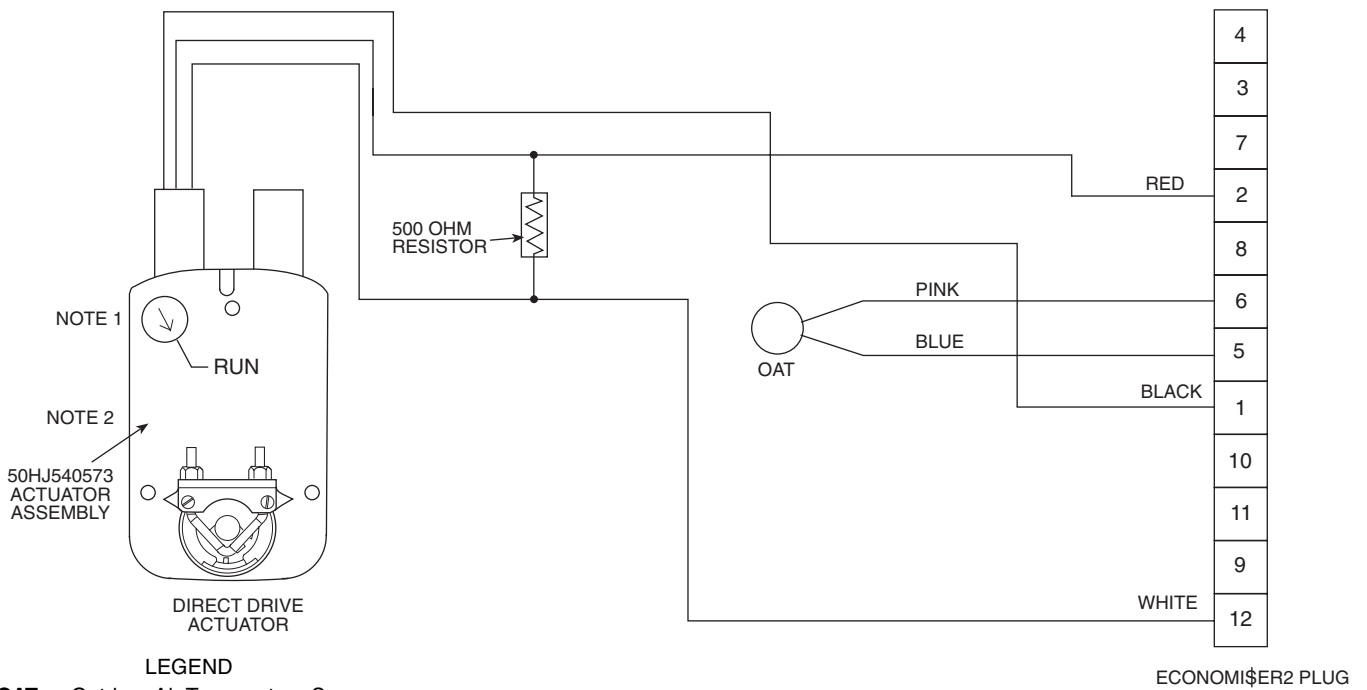 4
3
7
RED
2
500 OHM
RESISTOR
8
PINK
6
NOTE 1
BLUE
5
RUN
OAT
BLACK
1
NOTE 2
10
50HJ540573
ACTUATOR
ASSEMBLY
11
9
WHITE
12
DIRECT DRIVE
ACTUATOR
LEGEND
ECONOMI$ER2 PLUG